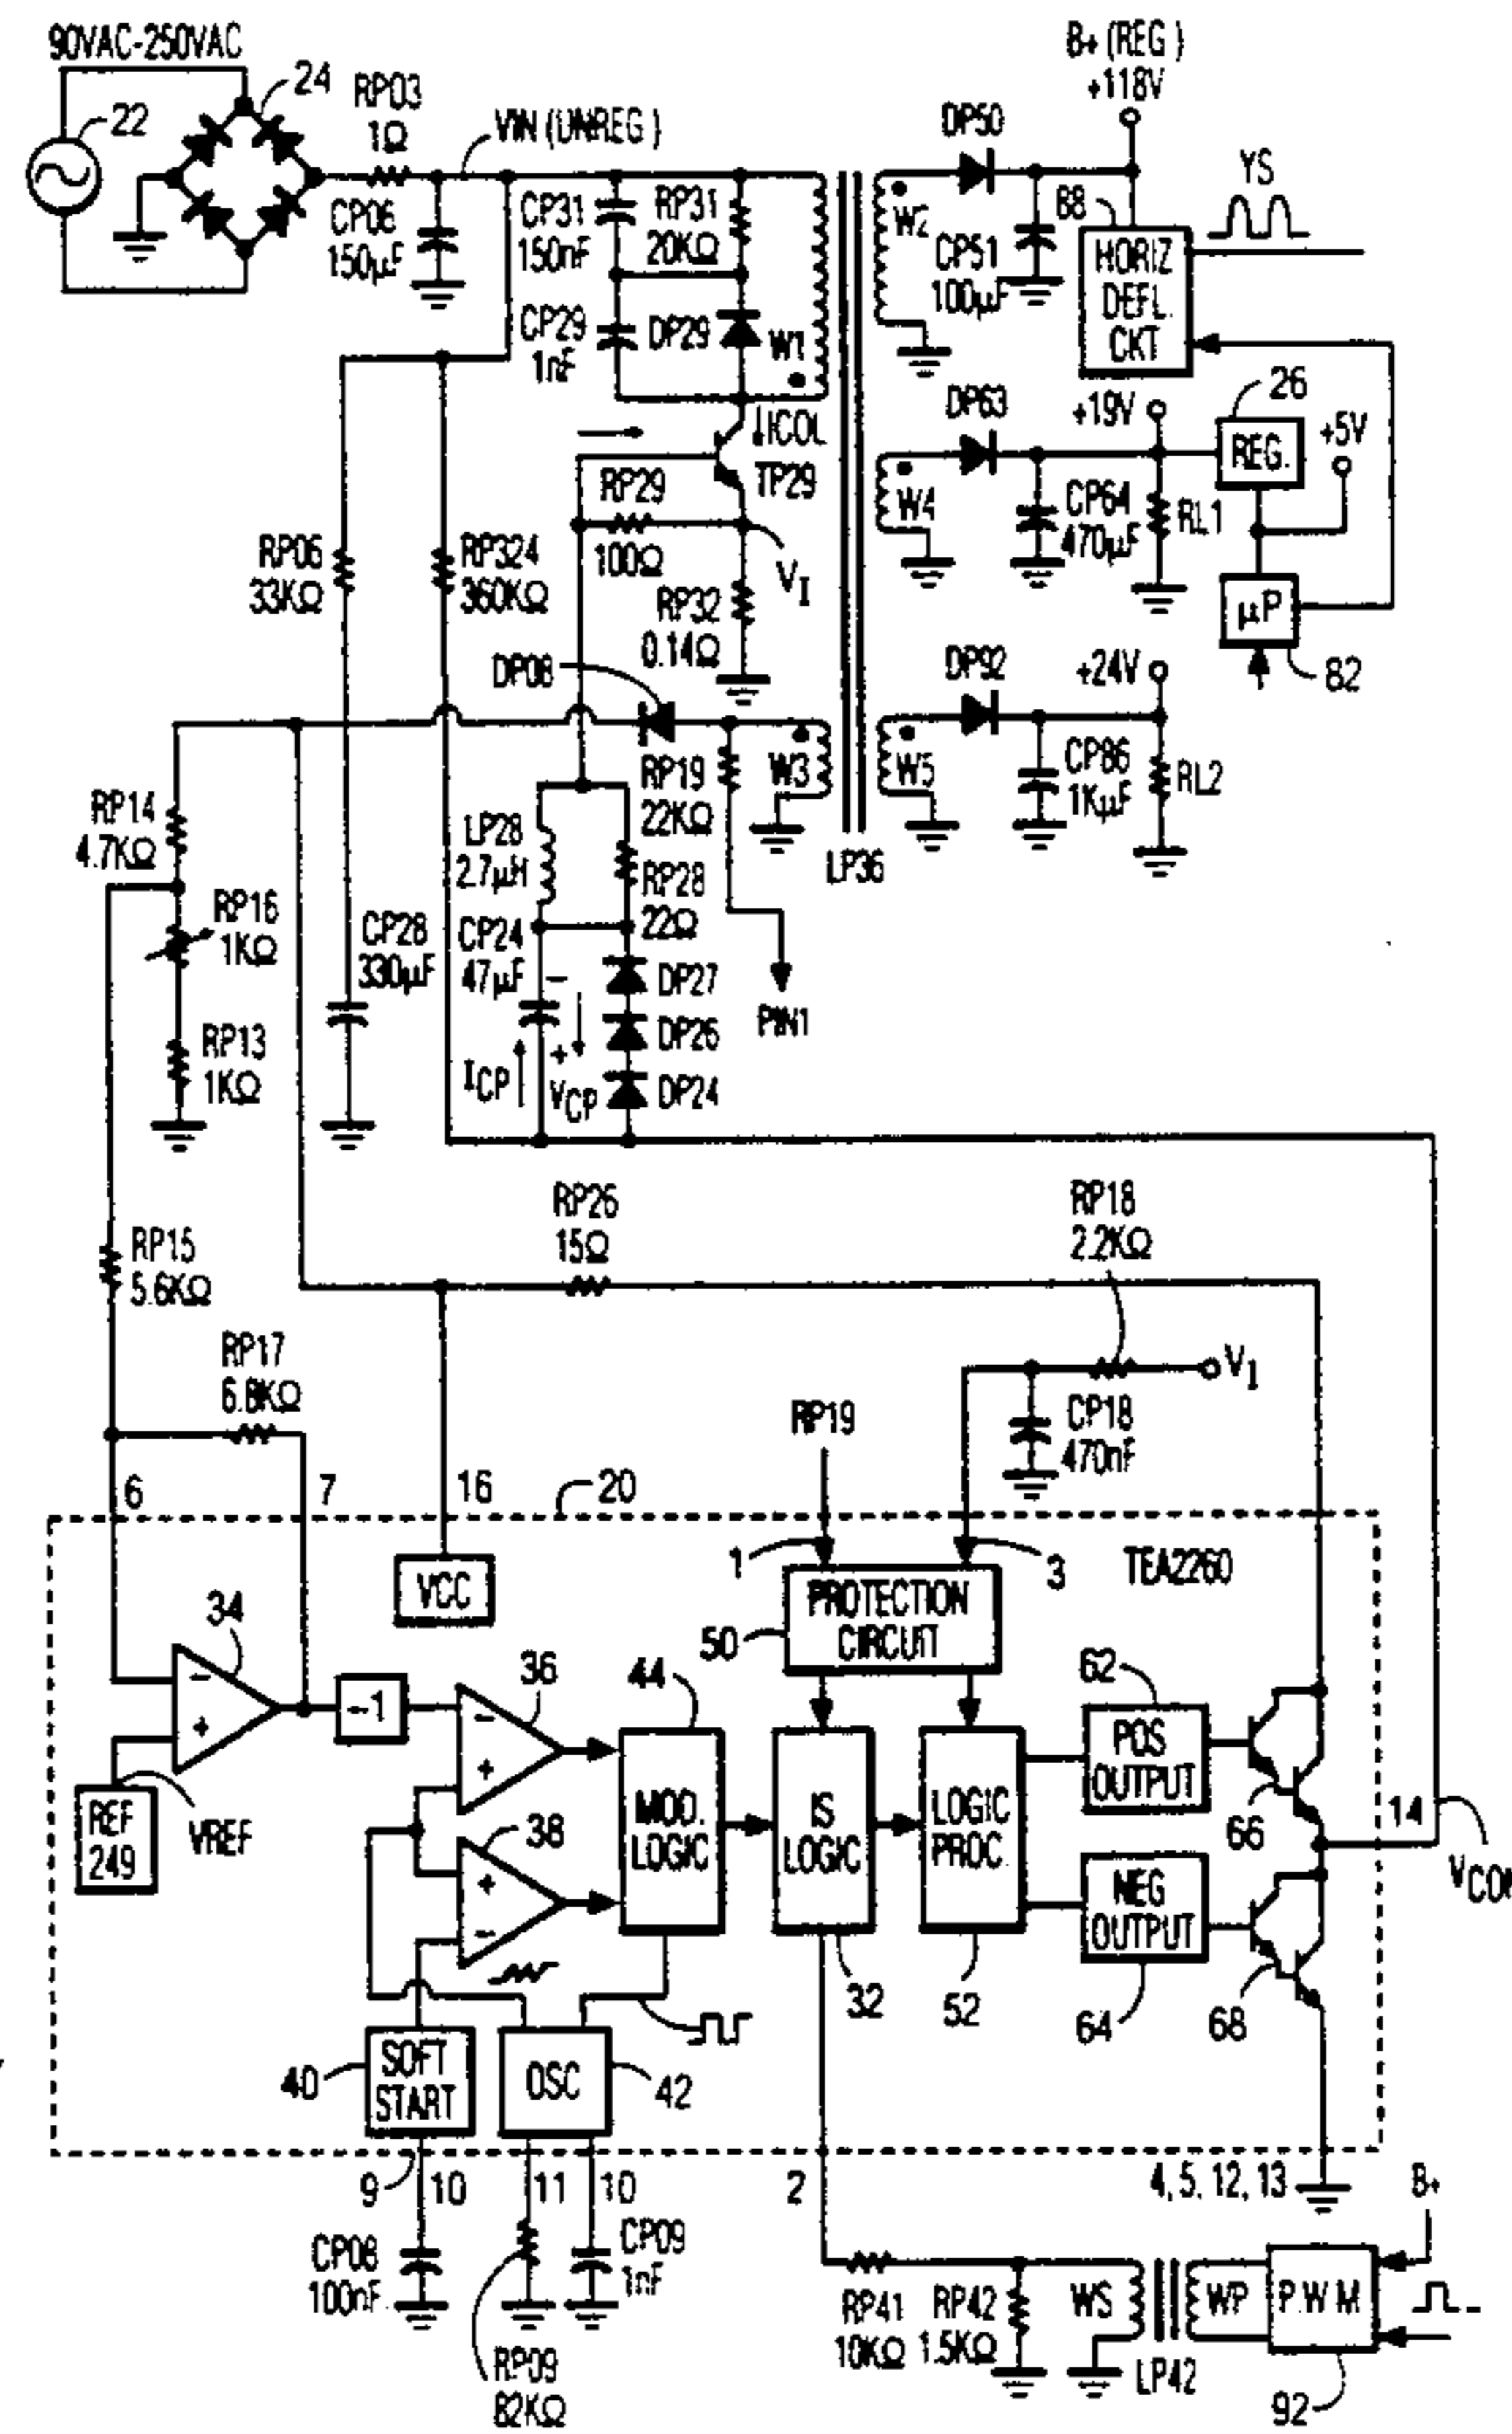 90VAC-250VAC
24
22
RP03
1Ω
VIN (UNREG)
CP06
150μF
CP31
150nF
RP31
20KΩ
CP29
1nF
DP29
W1
ICOL
TP29
RP29
100Ω
VI
RP32
0.14Ω
B+ (REG)
+118V
DP50
W2
CP51
100μF
88
YS
HORIZ
DEFL.
CKT
DP63
+19V
26
REG.
+5V
W4
CP64
470μF
RL1
μP
82
DP92
+24V
W5
CP86
1KμF
RL2
LP36
RP06
33KΩ
RP324
360KΩ
DP08
RP19
22KΩ
W3
RP14
4.7KΩ
LP28
2.7μH
RP28
22Ω
RP16
1KΩ
CP28
330μF
CP24
47μF
−
DP27
PIN1
RP13
1KΩ
DP26
ICP
+
VCP
DP24
RP26
15Ω
RP18
2.2KΩ
RP15
5.6KΩ
RP17
6.8KΩ
RP19
VI
CP18
470nF
6
7
16
20
1
3
TEA2260
VCC
PROTECTION
CIRCUIT
50
34
−
+
−1
36
−
+
44
62
POS
OUTPUT
MOD.
LOGIC
IS
LOGIC
LOGIC
PROC.
66
14
REF
249
VREF
38
+
−
NEG
OUTPUT
VCON
32
52
64
68
40
SOFT
START
OSC
42
9
10
11
10
2
4, 5, 12, 13
B+
CP08
100nF
CP09
1nF
RP09
82KΩ
RP41
10KΩ
RP42
1.5KΩ
WS
WP
P.W.M
LP42
92